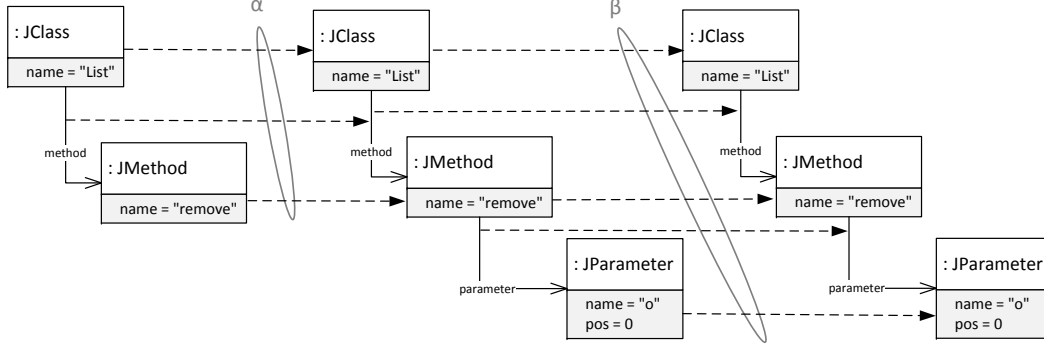 α
β
: JClass
name = "List"
: JClass
name = "List"
: JClass
name = "List"
method
method
method
: JMethod
name = "remove"
: JMethod
name = "remove"
: JMethod
name = "remove"
parameter
parameter
: JParameter
name = "o"
pos = 0
: JParameter
name = "o"
pos = 0